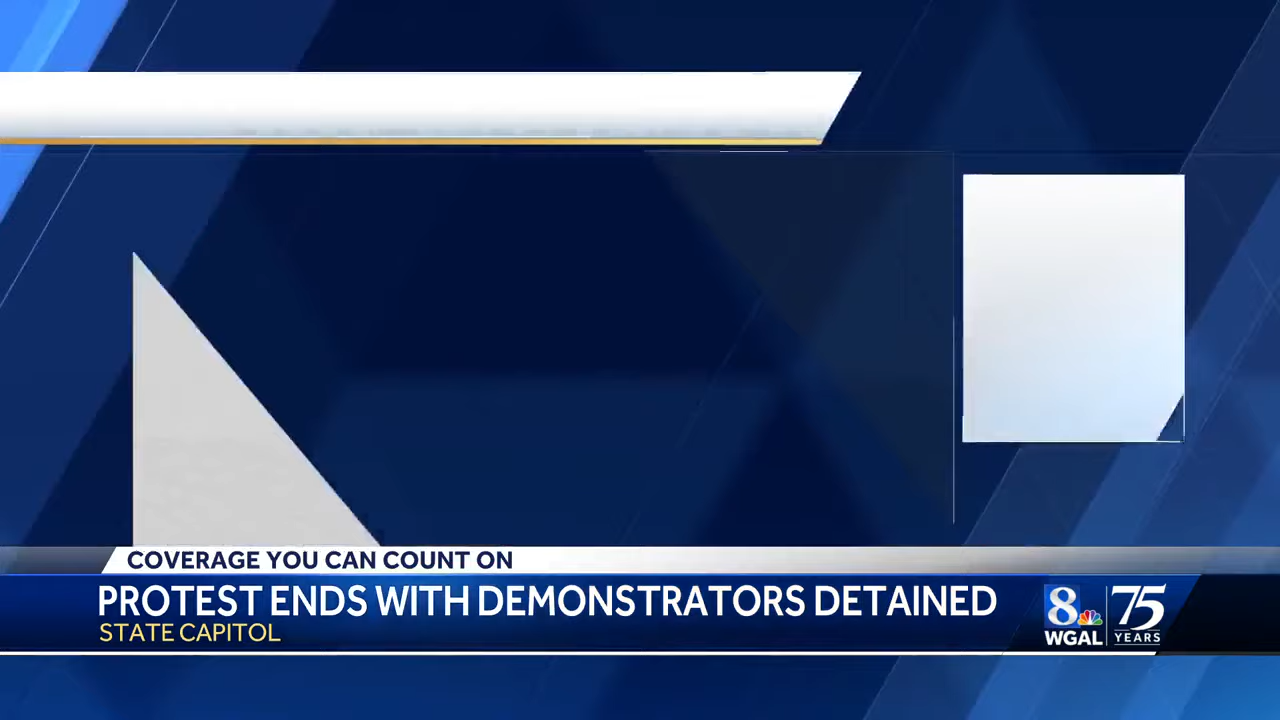 COVERAGE YOU CAN COUNT ON
PROTEST ENDS WITH DEMONSTRATORS DETAINED
STATE CAPITOL
8
WGAL
75
YEARS